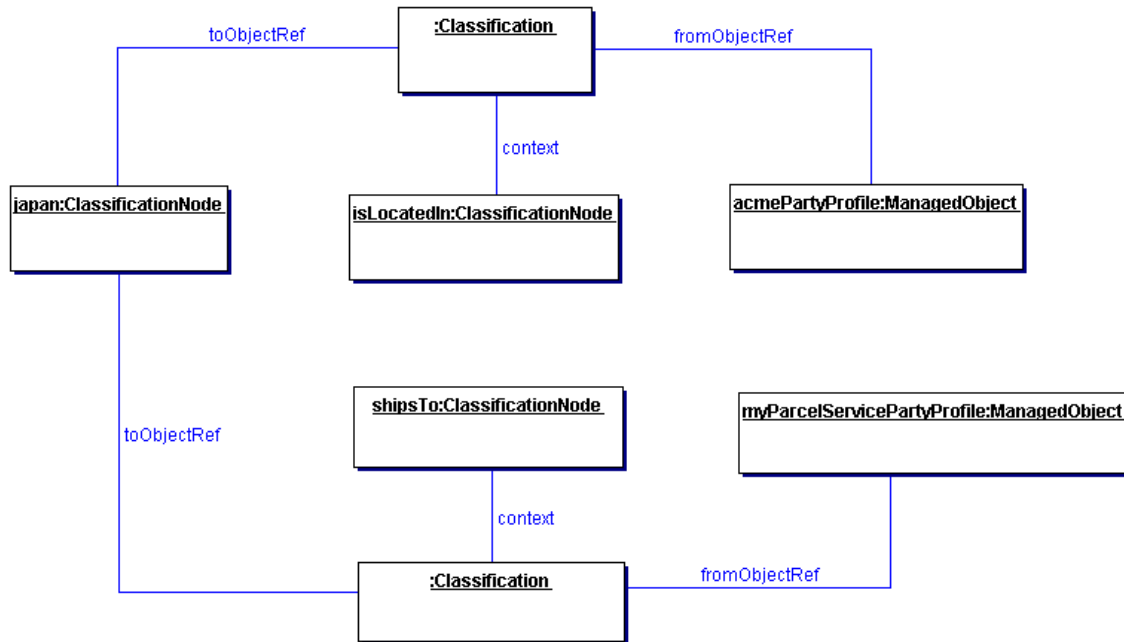 :Classification
toObjectRef
fromObjectRef
context
japan:ClassificationNode
isLocatedIn:ClassificationNode
acmePartyProfile:ManagedObject
shipsTo:ClassificationNode
myParcelServicePartyProfile:ManagedObject
toObjectRef
context
:Classification
fromObjectRef